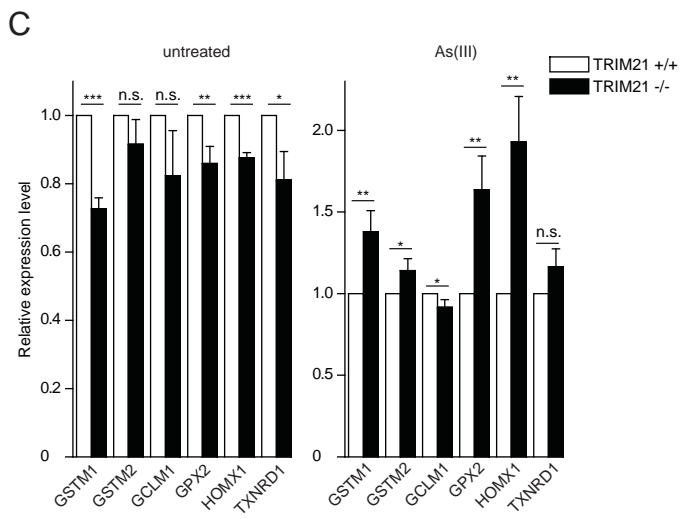 C
untreated
As(III)
TRIM21 +/+
TRIM21 -/-
Relative expression level
1.0
0.8
0.6
0.4
0.2
0
***
n.s.
n.s.
**
***
*
GSTM1
GSTM2
GCLM1
GPX2
HOMX1
TXNRD1
2.0
1.5
1.0
0.5
0
**
*
*
**
**
n.s.
GSTM1
GSTM2
GCLM1
GPX2
HOMX1
TXNRD1